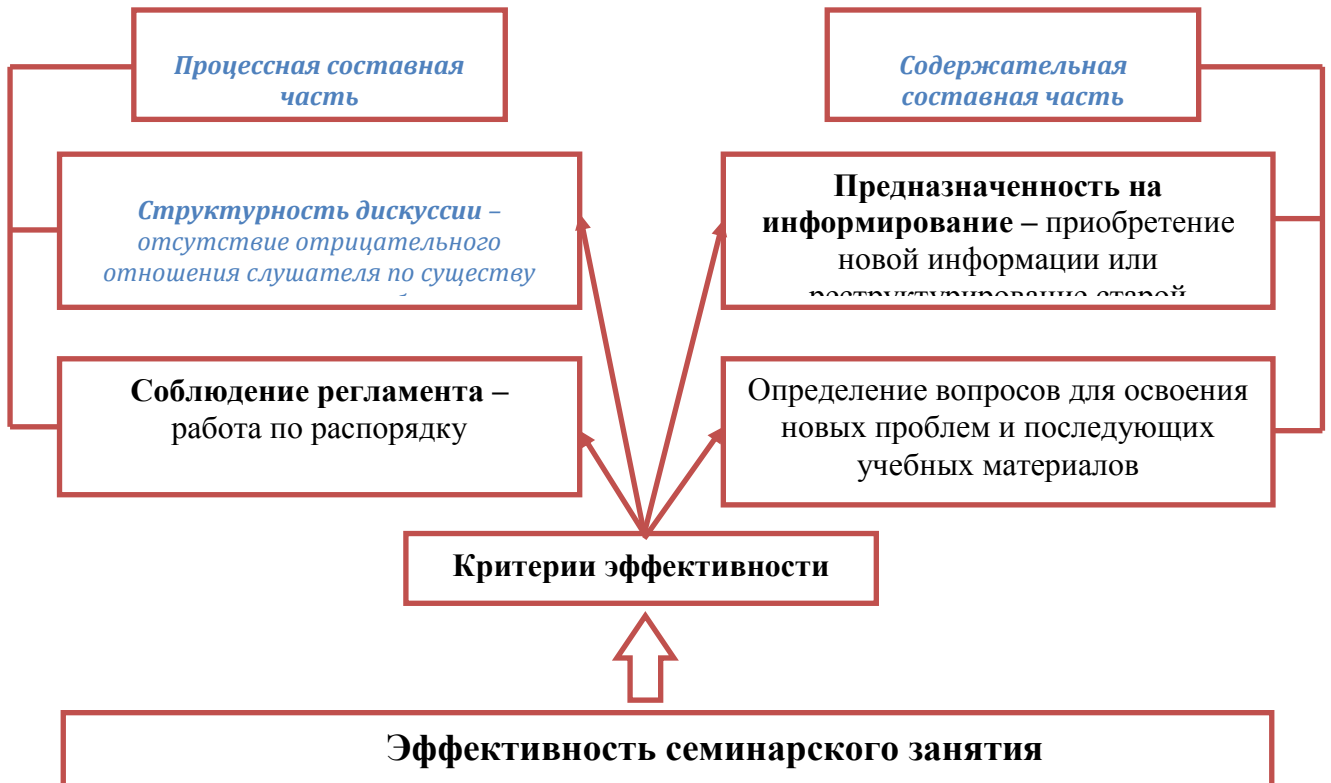 Процессная составная
часть
Содержательная
составная часть
Структурность дискуссии –
отсутствие отрицательного
отношения слушателя по существу
Предназначенность на
информирование – приобретение
новой информации или
реструктурирование старой
Соблюдение регламента –
работа по распорядку
Определение вопросов для освоения
новых проблем и последующих
учебных материалов
Критерии эффективности
Эффективность семинарского занятия